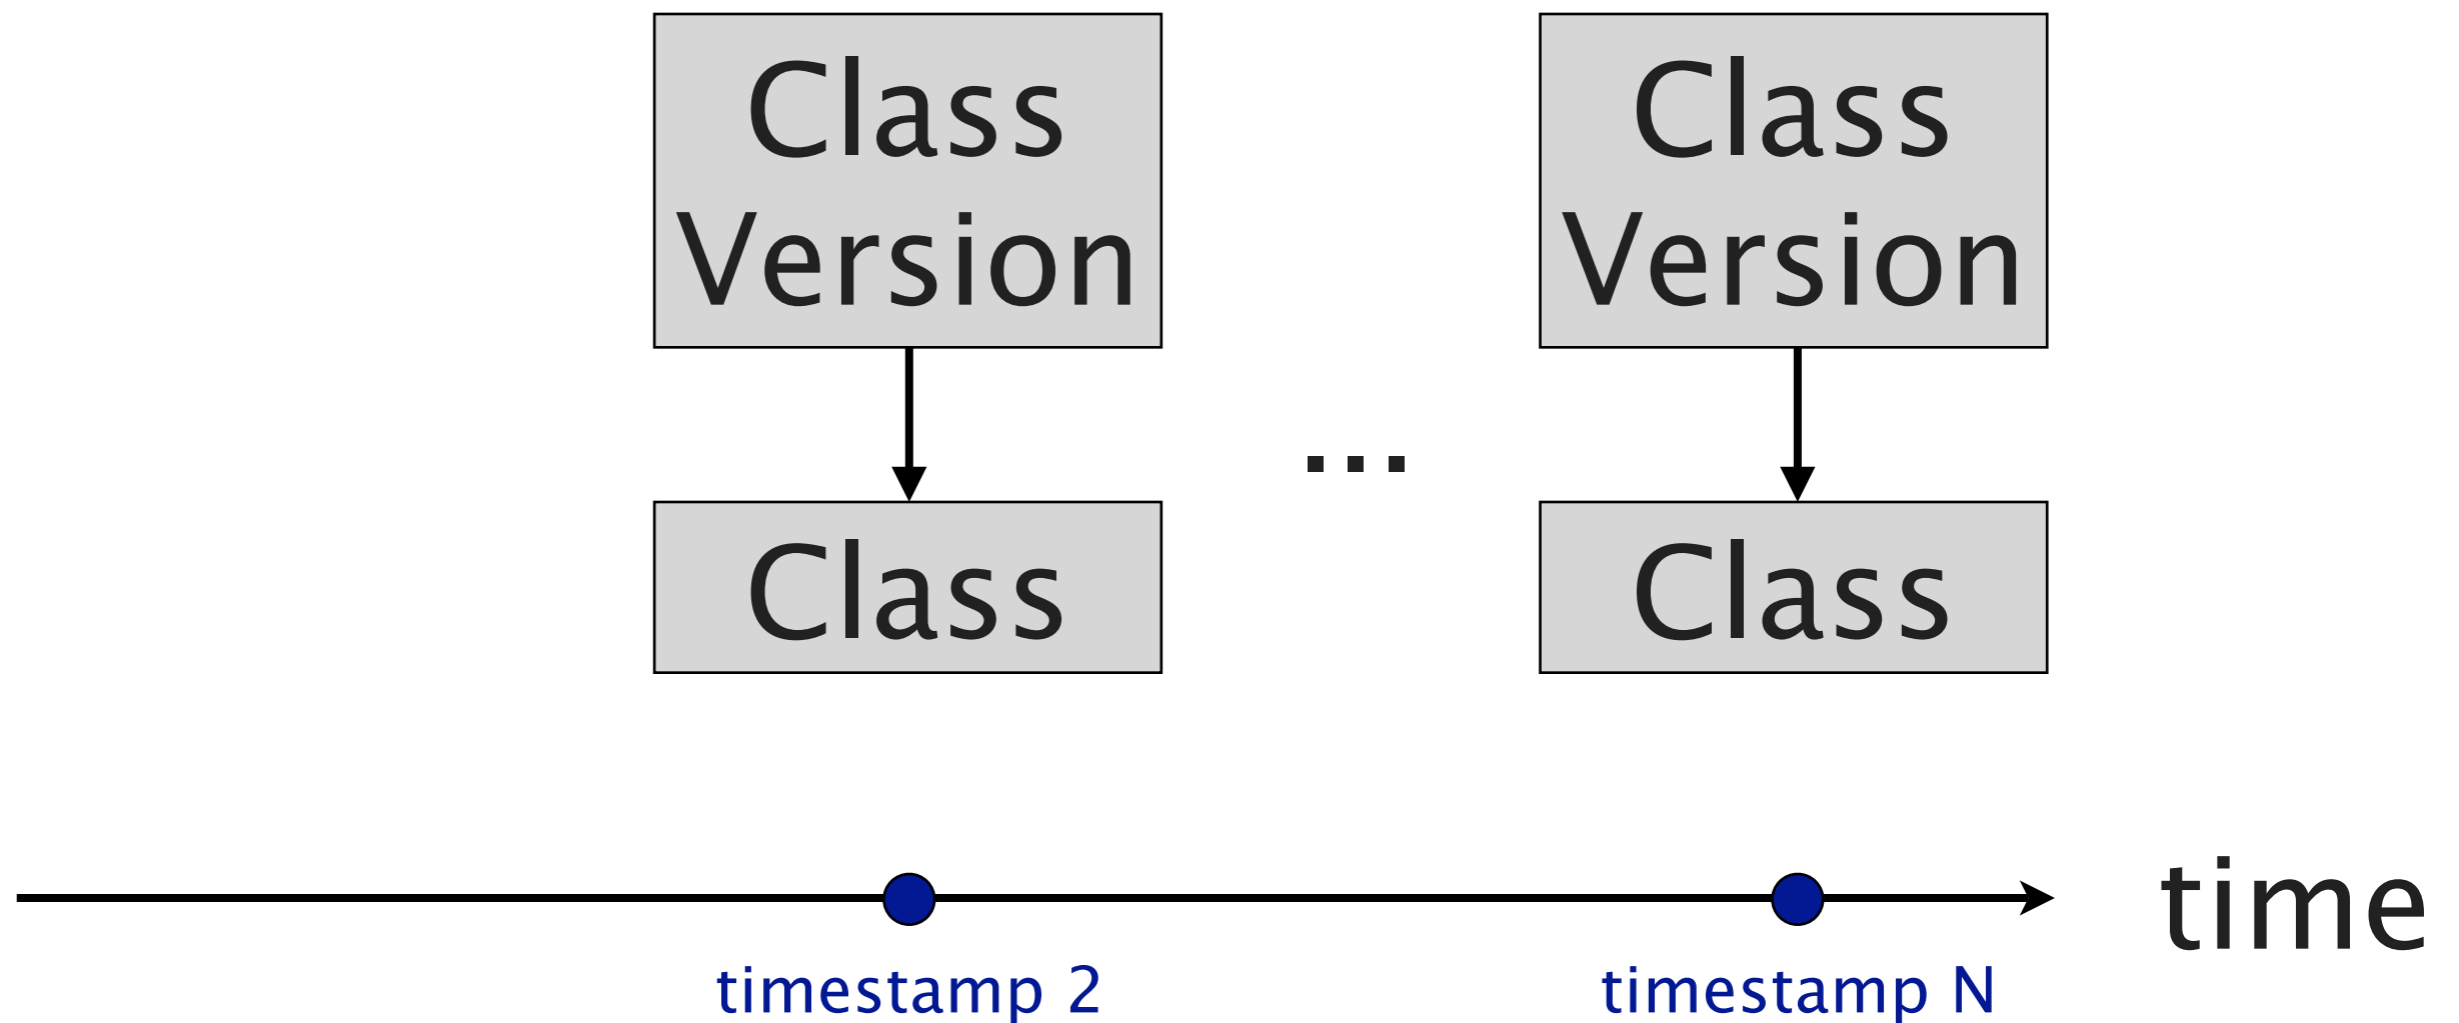 Class
Version
Class
Version
...
Class
Class
time
timestamp 2
timestamp N